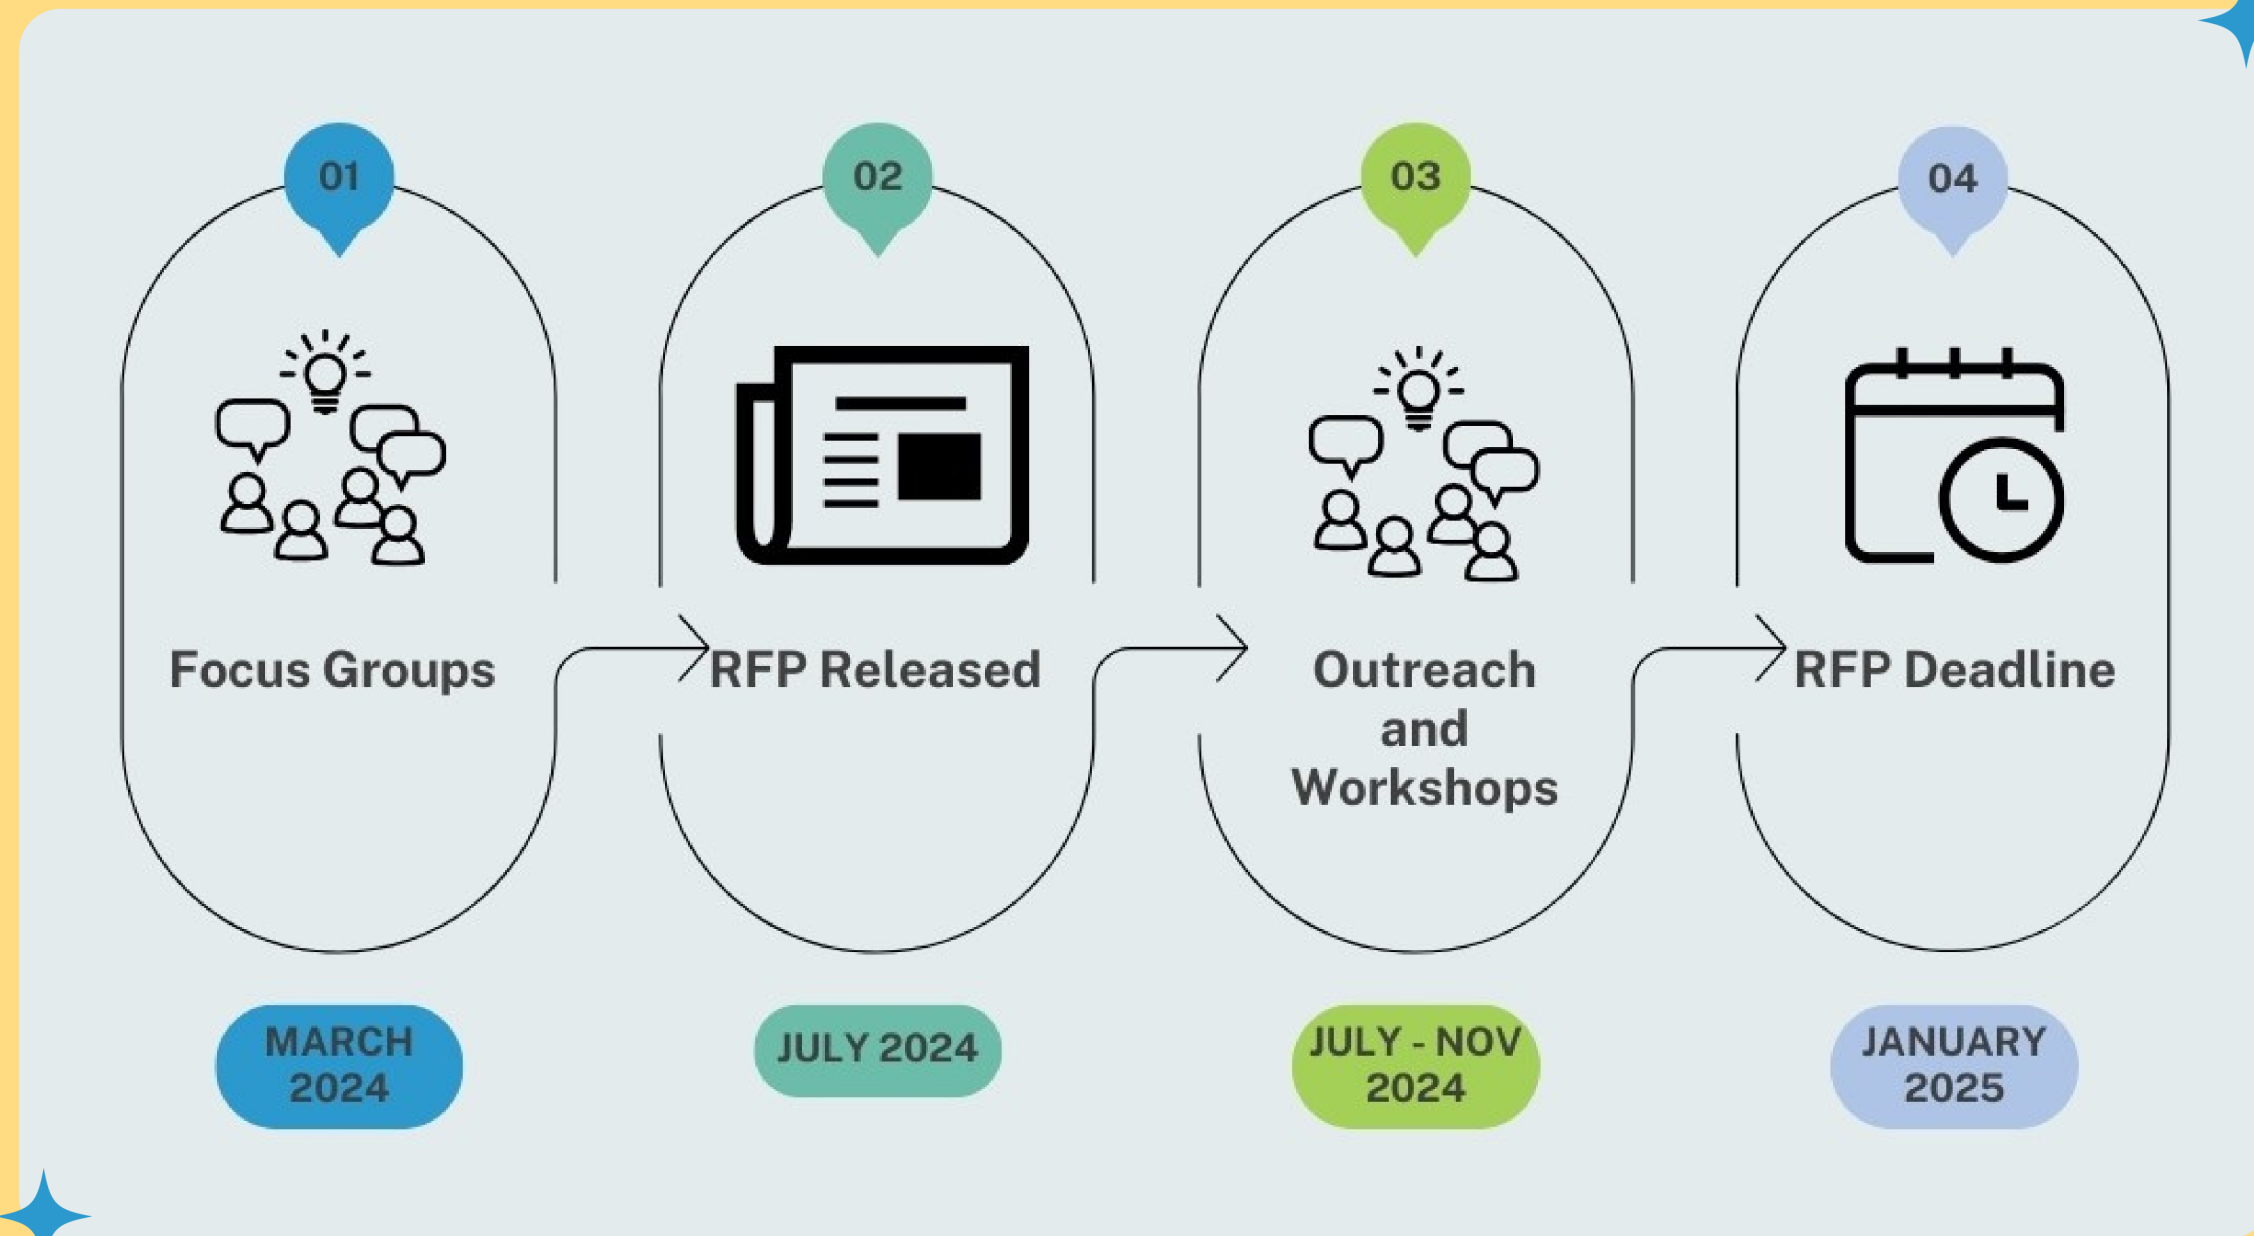 01
Focus Groups
MARCH
2024
02
RFP Released
JULY 2024
03
Outreach
and
Workshops
JULY - NOV
2024
04
RFP Deadline
JANUARY
2025